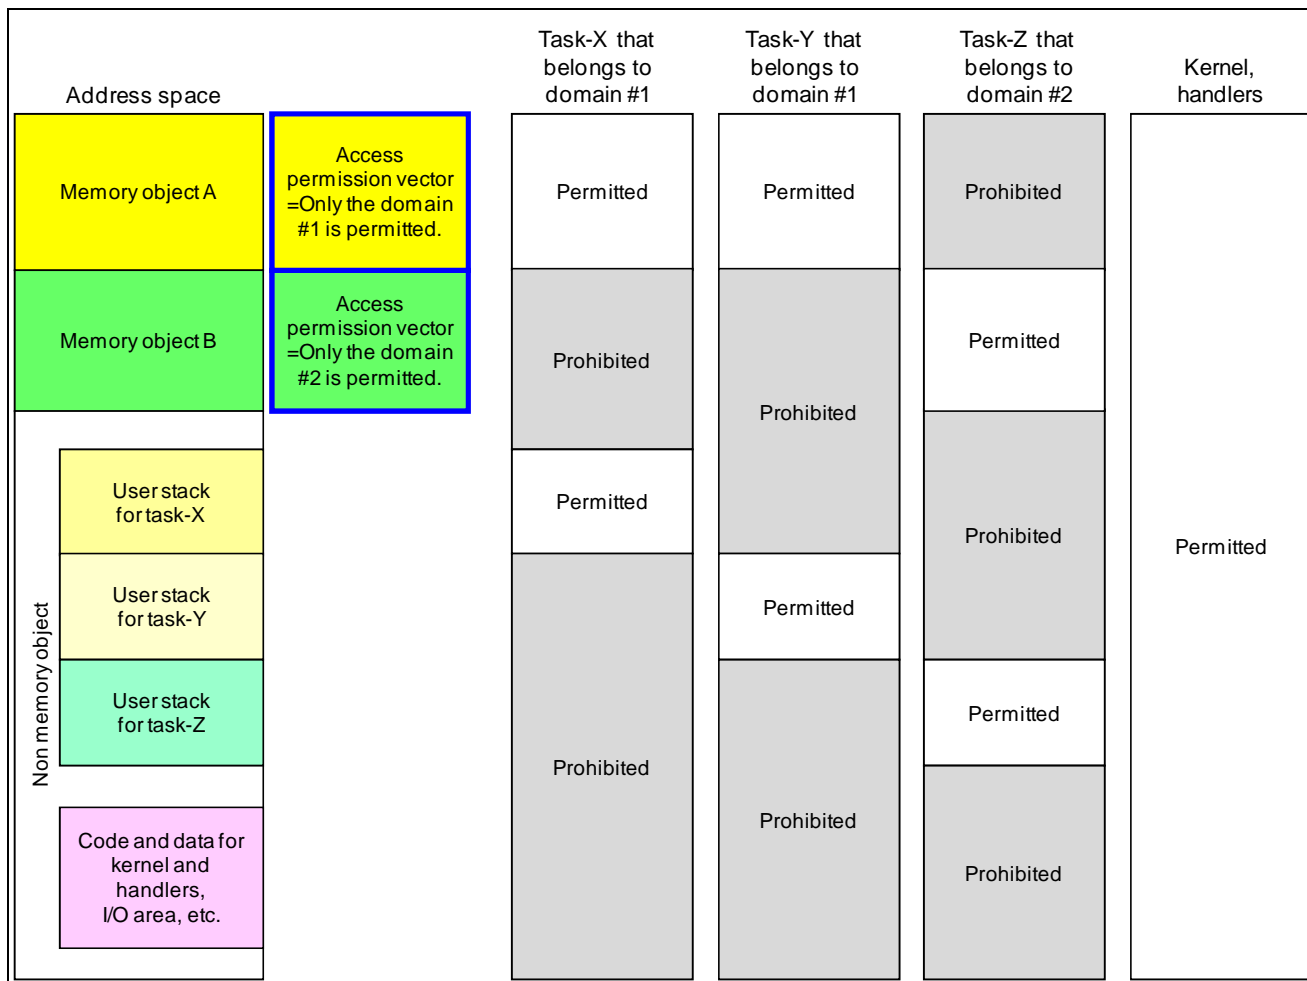 Address space
Task-X that
belongs to
domain #1
Task-Y that
belongs to
domain #1
Task-Z that
belongs to
domain #2
Kernel,
handlers
Memory object A
Access
permission vector
=Only the domain
#1 is permitted.
Permitted
Permitted
Prohibited
Memory object B
Access
permission vector
=Only the domain
#2 is permitted.
Prohibited
Prohibited
Permitted
Non memory object
User stack
for task-X
Permitted
Prohibited
Permitted
User stack
for task-Y
Permitted
User stack
for task-Z
Prohibited
Permitted
Code and data for
kernel and
handlers,
I/O area, etc.
Prohibited
Prohibited